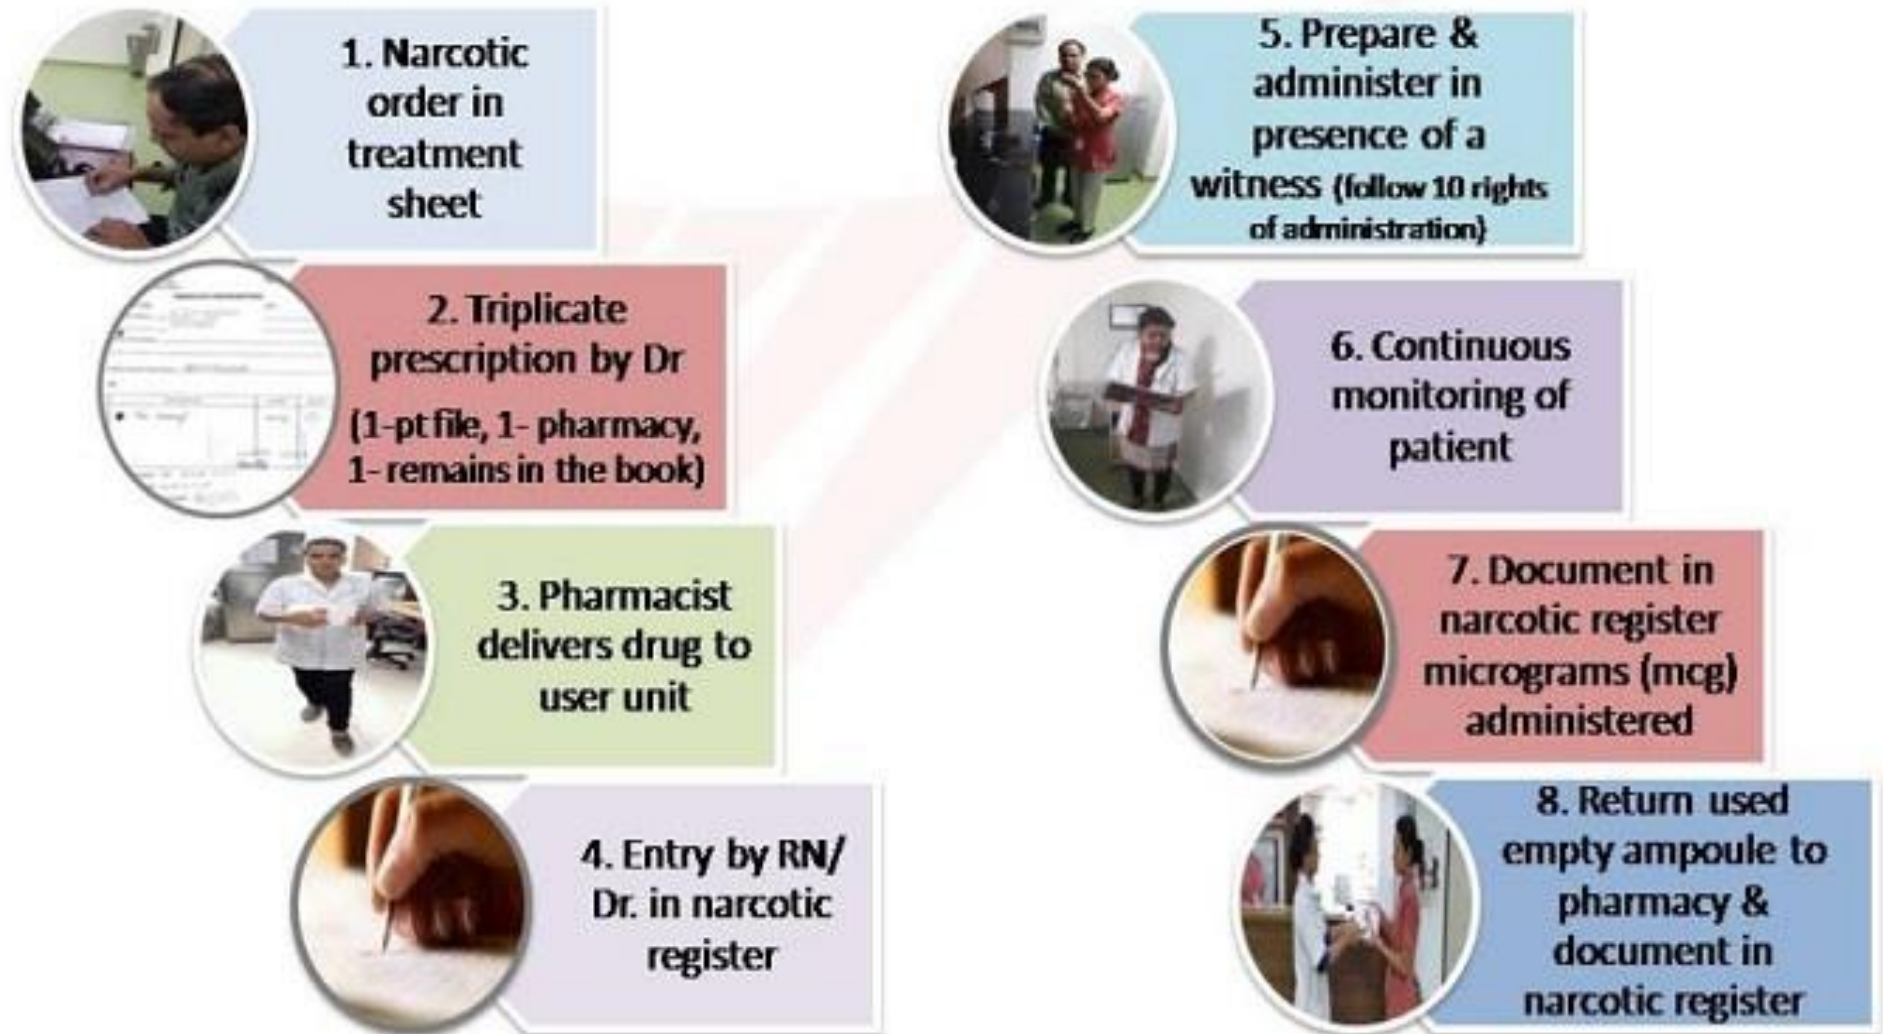 1. Narcotic
order in
treatment
sheet
2. Triplicate
prescription by Dr
(1-pt file, 1- pharmacy,
1- remains in the book)
3. Pharmacist
delivers drug to
user unit
4. Entry by RN/
Dr. in narcotic
register
5. Prepare &
administer in
presence of a
witness (follow 10 rights
of administration)
6. Continuous
monitoring of
patient
7. Document in
narcotic register
micrograms (mcg)
administered
8. Return used
empty ampoule to
pharmacy &
document in
narcotic register